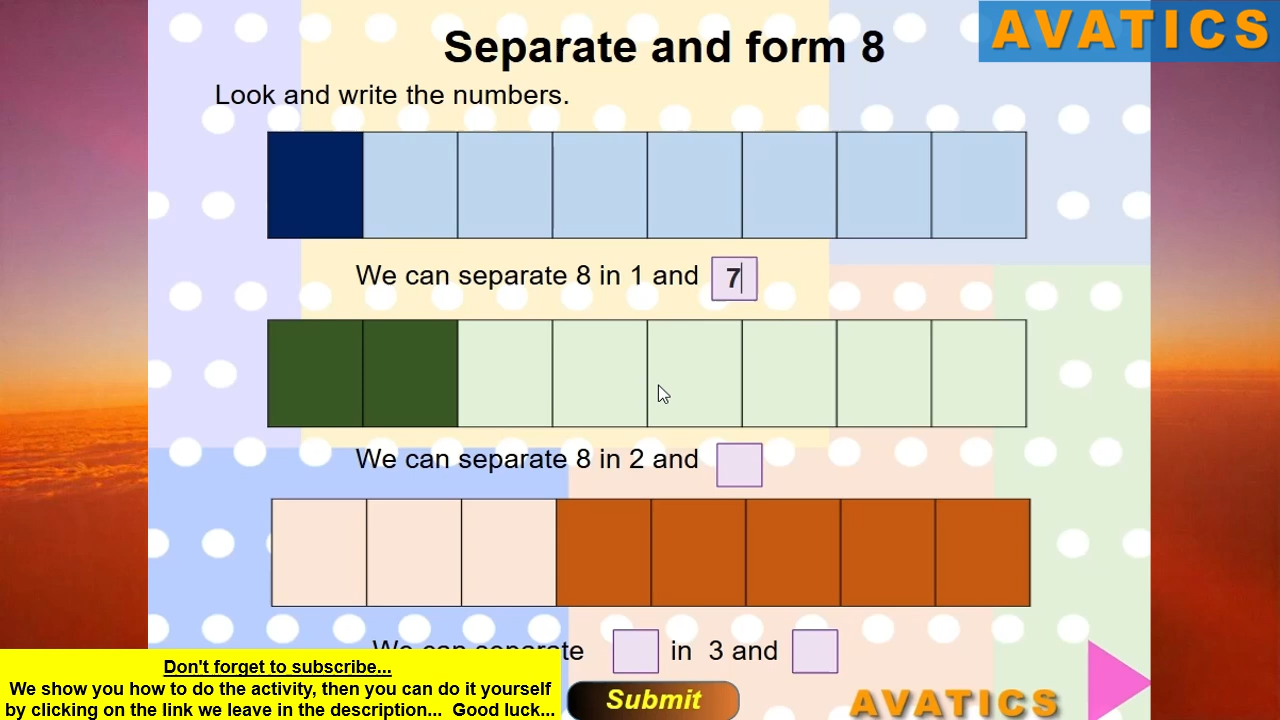 AVATICS
Separate and form 8
Look and write the numbers.
We can separate 8 in 1 and 7
We can separate 8 in 2 and
We can separate in 3 and
Don't forget to subscribe...
We show you how to do the activity, then you can do it yourself
by clicking on the link we leave in the description... Good luck...
Submit
AVATICS